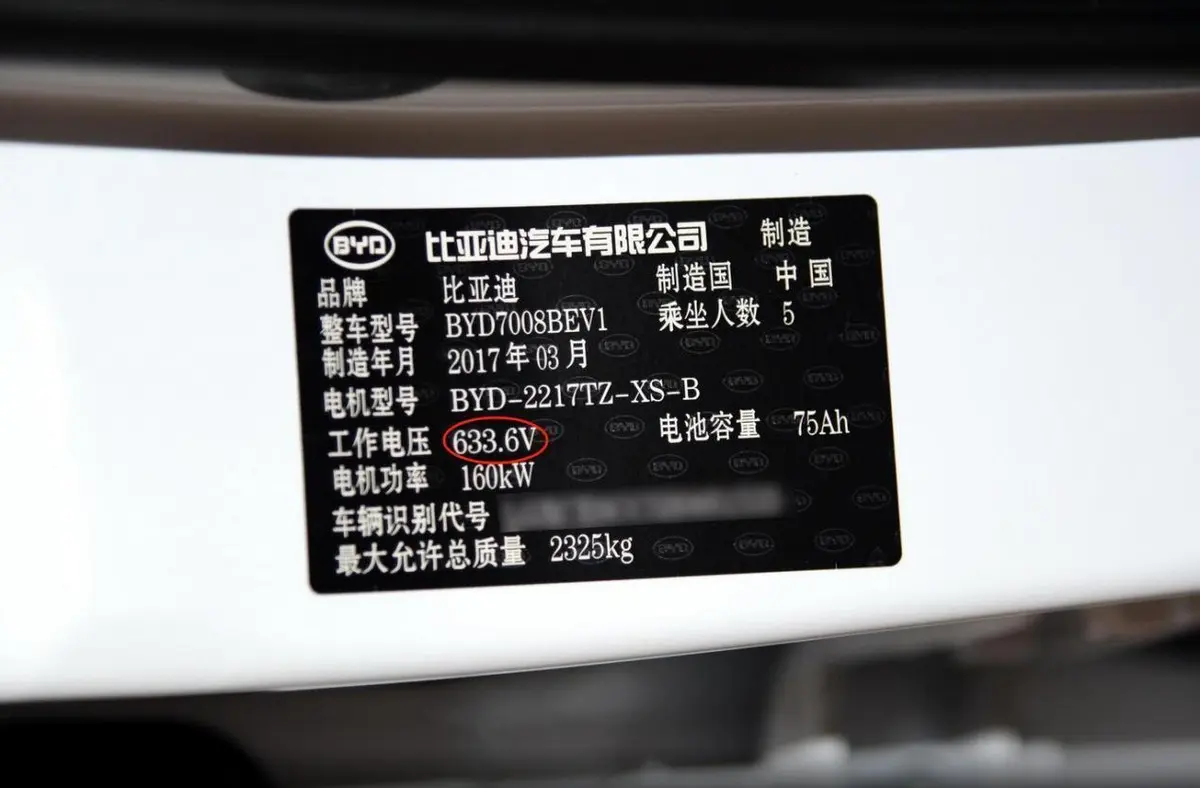 BYD 比亚迪汽车有限公司 制造
品牌 比亚迪 制造国 中国
整车型号 BYD7008BEV1 乘坐人数 5
制造年月 2017年03月
电机型号 BYD-2217TZ-XS-B
工作电压 633.6V 电池容量 75Ah
电机功率 160kW
车辆识别代号
最大允许总质量 2325kg